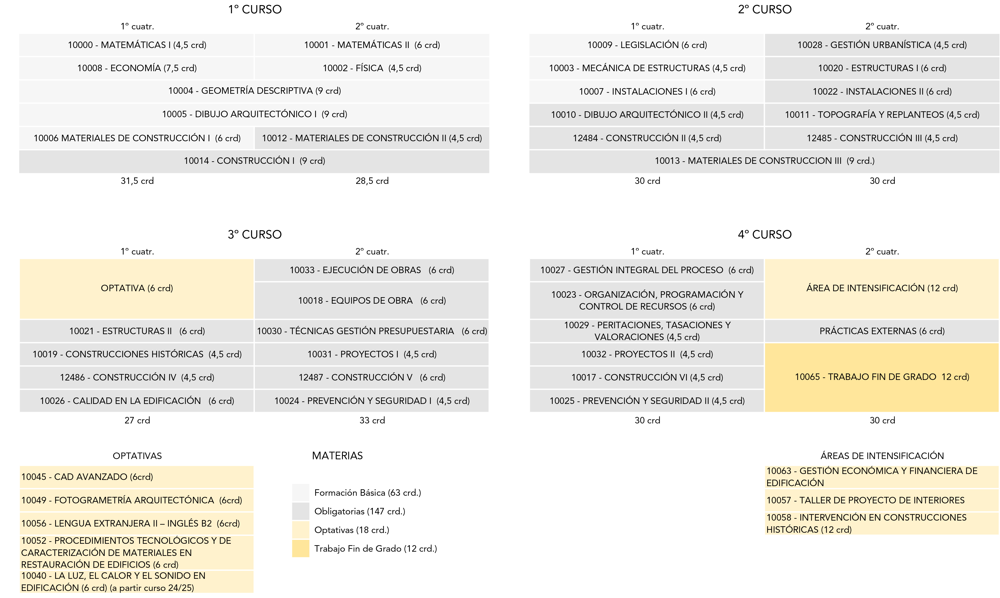 1º CURSO
1º cuatr.
2º cuatr.
10000 - MATEMÁTICAS I (4,5 crd)
10001 - MATEMÁTICAS II (6 crd)
10008 - ECONOMÍA (7,5 crd)
10002 - FÍSICA (4,5 crd)
10004 - GEOMETRÍA DESCRIPTIVA (9 crd)
10005 - DIBUJO ARQUITECTÓNICO I (9 crd)
10006 MATERIALES DE CONSTRUCCIÓN I (6 crd)
10012 - MATERIALES DE CONSTRUCCIÓN II (4,5 crd)
10014 - CONSTRUCCIÓN I (9 crd)
31,5 crd
28,5 crd
2º CURSO
1º cuatr.
2º cuatr.
10009 - LEGISLACIÓN (6 crd)
10028 - GESTIÓN URBANÍSTICA (4,5 crd)
10003 - MECÁNICA DE ESTRUCTURAS (4,5 crd)
10020 - ESTRUCTURAS I (6 crd)
10007 - INSTALACIONES I (6 crd)
10022 - INSTALACIONES II (6 crd)
10010 - DIBUJO ARQUITECTÓNICO II (4,5 crd)
10011 - TOPOGRAFÍA Y REPLANTEOS (4,5 crd)
12484 - CONSTRUCCIÓN II (4,5 crd)
12485 - CONSTRUCCIÓN III (4,5 crd)
10013 - MATERIALES DE CONSTRUCCION III (9 crd.)
30 crd
30 crd
3º CURSO
1º cuatr.
2º cuatr.
OPTATIVA (6 crd)
10033 - EJECUCIÓN DE OBRAS (6 crd)
10018 - EQUIPOS DE OBRA (6 crd)
10021 - ESTRUCTURAS II (6 crd)
10030 - TÉCNICAS GESTIÓN PRESUPUESTARIA (6 crd)
10019 - CONSTRUCCIONES HISTÓRICAS (4,5 crd)
10031 - PROYECTOS I (4,5 crd)
12486 - CONSTRUCCIÓN IV (4,5 crd)
12487 - CONSTRUCCIÓN V (6 crd)
10026 - CALIDAD EN LA EDIFICACIÓN (6 crd)
10024 - PREVENCIÓN Y SEGURIDAD I (4,5 crd)
27 crd
33 crd
4º CURSO
1º cuatr.
2º cuatr.
10027 - GESTIÓN INTEGRAL DEL PROCESO (6 crd)
10023 - ORGANIZACIÓN, PROGRAMACIÓN Y
CONTROL DE RECURSOS (6 crd)
ÁREA DE INTENSIFICACIÓN (12 crd)
10029 - PERITACIONES, TASACIONES Y
VALORACIONES (4,5 crd)
PRÁCTICAS EXTERNAS (6 crd)
10032 - PROYECTOS II (4,5 crd)
10017 - CONSTRUCCIÓN VI (4,5 crd)
10065 - TRABAJO FIN DE GRADO 12 crd)
10025 - PREVENCIÓN Y SEGURIDAD II (4,5 crd)
30 crd
30 crd
OPTATIVAS
10045 - CAD AVANZADO (6crd)
10049 - FOTOGRAMETRÍA ARQUITECTÓNICA (6crd)
10056 - LENGUA EXTRANJERA II – INGLÉS B2 (6crd)
10052 - PROCEDIMIENTOS TECNOLÓGICOS Y DE
CARACTERIZACIÓN DE MATERIALES EN
RESTAURACIÓN DE EDIFICIOS (6 crd)
10040 - LA LUZ, EL CALOR Y EL SONIDO EN
EDIFICACIÓN (6 crd) (a partir curso 24/25)
MATERIAS
Formación Básica (63 crd.)
Obligatorias (147 crd.)
Optativas (18 crd.)
Trabajo Fin de Grado (12 crd.)
ÁREAS DE INTENSIFICACIÓN
10063 - GESTIÓN ECONÓMICA Y FINANCIERA DE
EDIFICACIÓN
10057 - TALLER DE PROYECTO DE INTERIORES
10058 - INTERVENCIÓN EN CONSTRUCCIONES
HISTÓRICAS (12 crd)